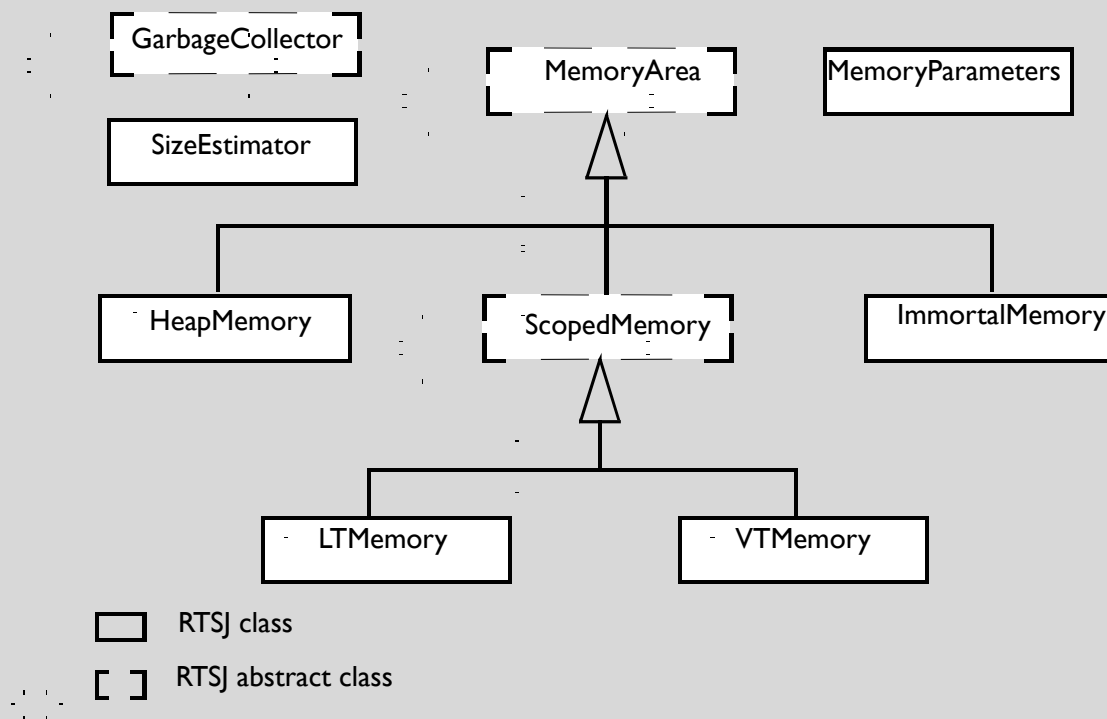 GarbageCollector
MemoryArea
MemoryParameters
SizeEstimator
HeapMemory
ScopedMemory
ImmortalMemory
LTMemory
VTMemory
RTSJ class
RTSJ abstract class